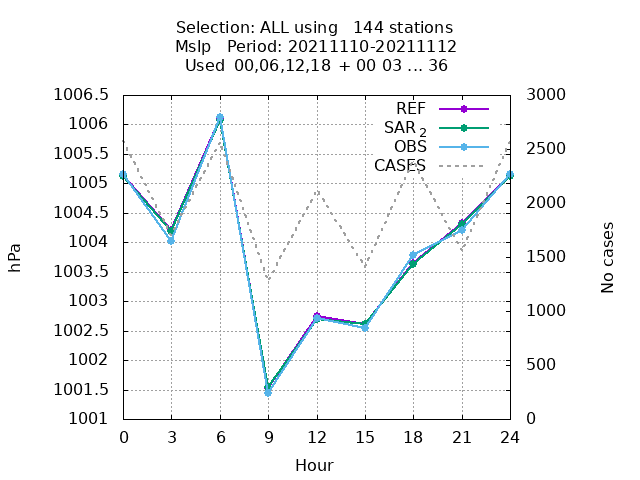 Selection: ALL using   144 stations
Mslp   Period: 20211110-20211112
Used  00,06,12,18  + 00 03 ... 36
1006.5
1006
1005.5
1005
1004.5
1004
1003.5
1003
1002.5
1002
1001.5
1001
hPa
REF
SAR 2
OBS
CASES
3000
2500
2000
1500
1000
500
0
No cases
0 3 6 9 12 15 18 21 24
Hour